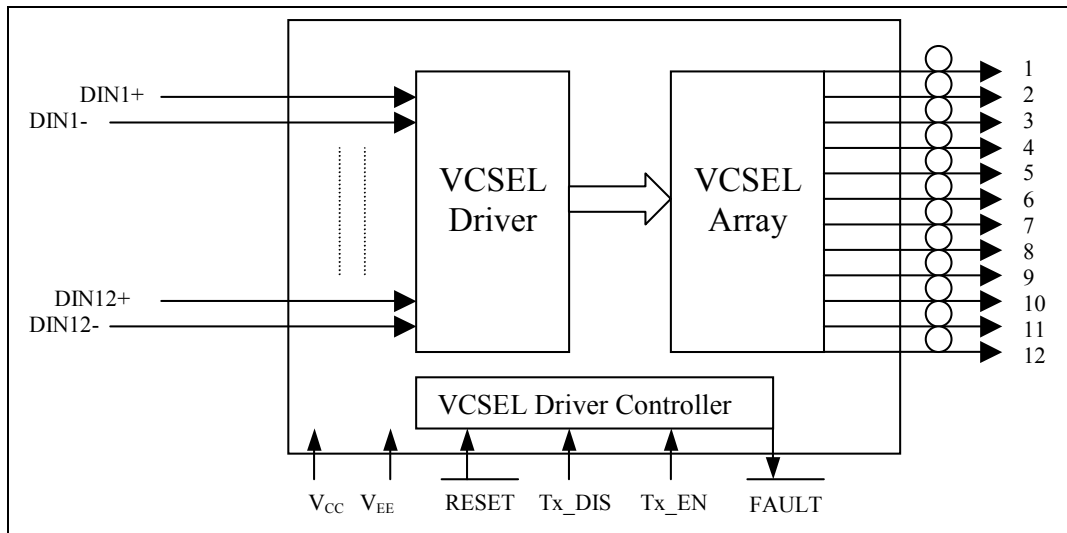 DIN1+
DIN1-
DIN12+
DIN12-
VCSEL
Driver
VCSEL
Array
1
2
3
4
5
6
7
8
9
10
11
12
VCSEL Driver Controller
VCC VEE RESET Tx_DIS Tx_EN FAULT